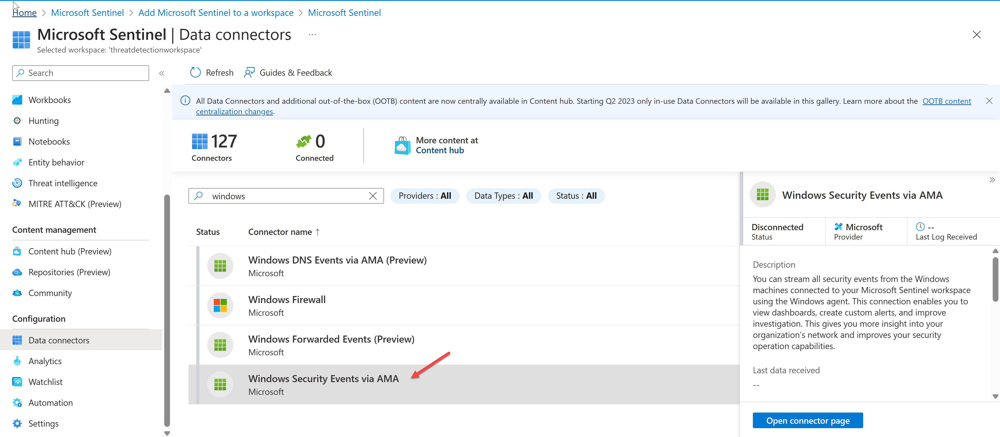 Home > Microsoft Sentinel > Add Microsoft Sentinel to a workspace > Microsoft Sentinel
Microsoft Sentinel | Data connectors ...
Selected workspace: 'threatdetectionworkspace'
Search
Workbooks
Hunting
Notebooks
Entity behavior
Threat intelligence
MITRE ATT&CK (Preview)
Content management
Content hub (Preview)
Repositories (Preview)
Community
Configuration
Data connectors
Analytics
Watchlist
Automation
Settings
Refresh Guides & Feedback
All Data Connectors and additional out-of-the-box (OOTB) content are now centrally available in Content hub. Starting Q2 2023 only in-use Data Connectors will be available in this gallery. Learn more about the OOTB content
centralization changes.
127
Connectors
0
Connected
More content at
Content hub
windows
Providers : All Data Types : All Status : All
Status Connector name ↑
Windows DNS Events via AMA (Preview)
Microsoft
Windows Firewall
Microsoft
Windows Forwarded Events (Preview)
Microsoft
Windows Security Events via AMA
Microsoft
Windows Security Events via AMA
Disconnected
Status
Microsoft
Provider
--
Last Log Received
Description
You can stream all security events from the Windows
machines connected to your Microsoft Sentinel workspace
using the Windows agent. This connection enables you to
view dashboards, create custom alerts, and improve
investigation. This gives you more insight into your
organization’s network and improves your security
operation capabilities.
Last data received
--
Open connector page